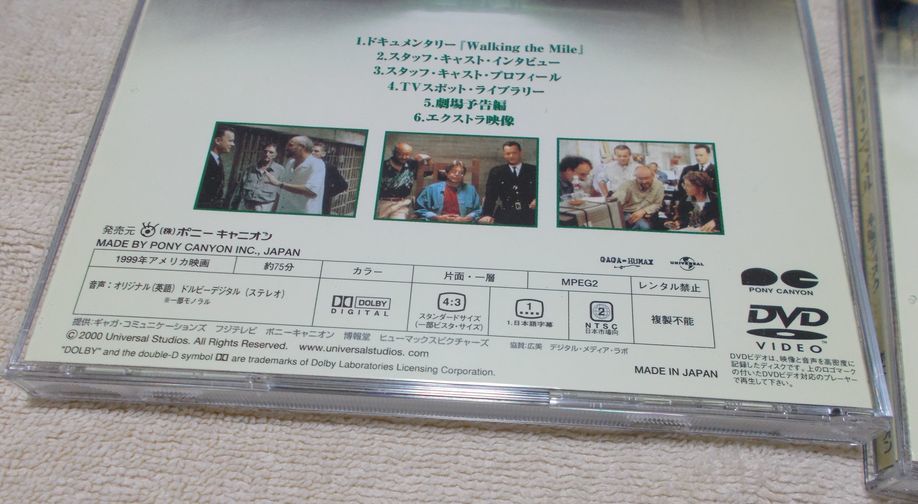 1.ドキュメンタリー『Walking the Mile』
2.スタッフ・キャスト・インタビュー
3.スタッフ・キャスト・プロフィール
4.TVスポット・ライブラリー
5.劇場予告編
6.エクストラ映像
発売元 (株)ポニー キャニオン
MADE BY PONY CANYON INC., JAPAN
GAGA-HUMAX
UNIVERSAL
1999年アメリカ映画
約75分
カラー
片面・一層
MPEG2
レンタル禁止
音声:オリジナル(英語) ドルビーデジタル(ステレオ)
※一部モノラル
DOLBY
DIGITAL
4:3
スタンダードサイズ
(一部ビスタ・サイズ)
1
1.日本語字幕
2
NTSC
日本市場向
複製不能
提供:ギャガ・コミュニケーションズ フジテレビ ポニーキャニオン 博報堂 ヒューマックスピクチャーズ 協賛:広美 デジタル・メディア・ラボ
©2000 Universal Studios. All Rights Reserved. www.universalstudios.com
"DOLBY" and the double-D symbol are trademarks of Dolby Laboratories Licensing Corporation.
MADE IN JAPAN
PONY CANYON
DVD
VIDEO
DVDビデオは、映像と音声を高密度に
記録したディスクです。上のロゴマーク
の付いたDVDビデオ対応のプレーヤー
で再生して下さい。
グリーンマイル